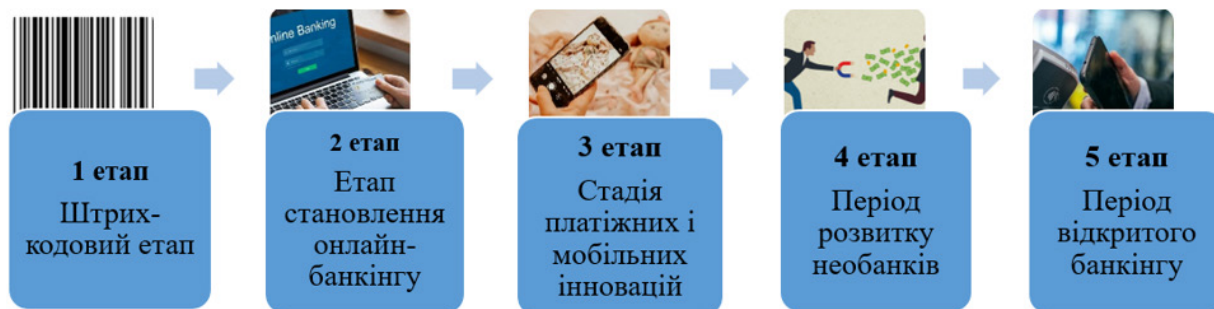 Online Banking
1 етап
Штрих-
кодовий етап
2 етап
Етап
становлення
онлайн-
банкінгу
3 етап
Стадія
платіжних і
мобільних
інновацій
4 етап
Період
розвитку
необанків
5 етап
Період
відкритого
банкінгу